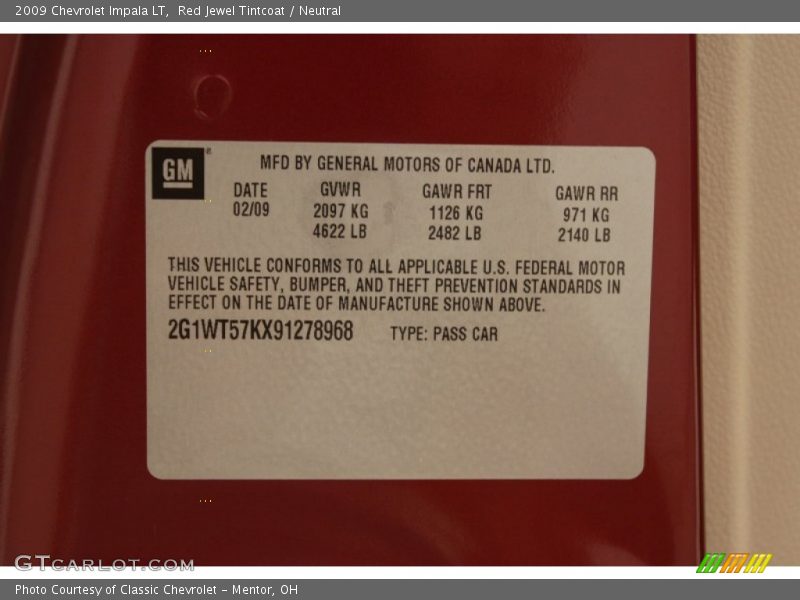 2009 Chevrolet Impala LT,  Red Jewel Tintcoat / Neutral
GM
MFD BY GENERAL MOTORS OF CANADA LTD.
DATE GVWR GAWR FRT GAWR RR
02/09 2097 KG 1126 KG 971 KG
4622 LB 2482 LB 2140 LB
THIS VEHICLE CONFORMS TO ALL APPLICABLE U.S. FEDERAL MOTOR
VEHICLE SAFETY, BUMPER, AND THEFT PREVENTION STANDARDS IN
EFFECT ON THE DATE OF MANUFACTURE SHOWN ABOVE.
2G1WT57KX91278968 TYPE: PASS CAR
GTCARLOT.COM
Photo Courtesy of Classic Chevrolet - Mentor, OH